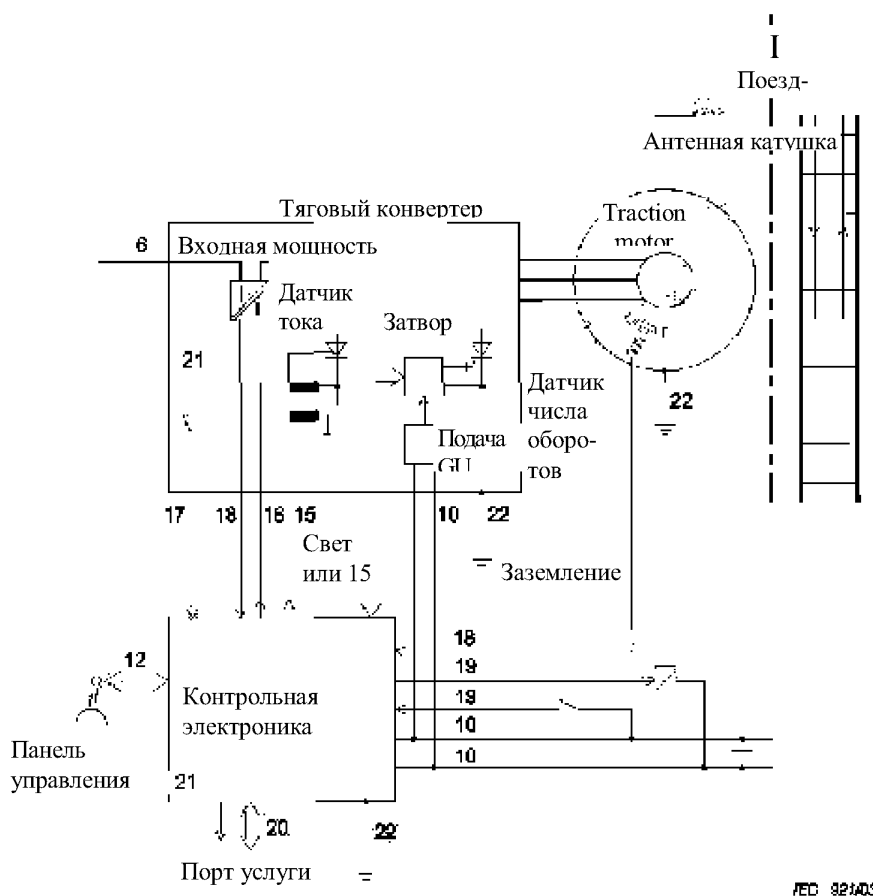 I
Поезд-
Антенная катушка
Тяговый конвертер
Traction
motor
6
Входная мощность
Датчик
тока
Затвор
21
Датчик
числа
оборо-
тов
22
Подача
GU
17 18 16 15 10 22
Свет
или 15
Заземление
18
12
19
Контрольная
электроника
19
10
10
Панель
управления
21
20
22
Порт услуги